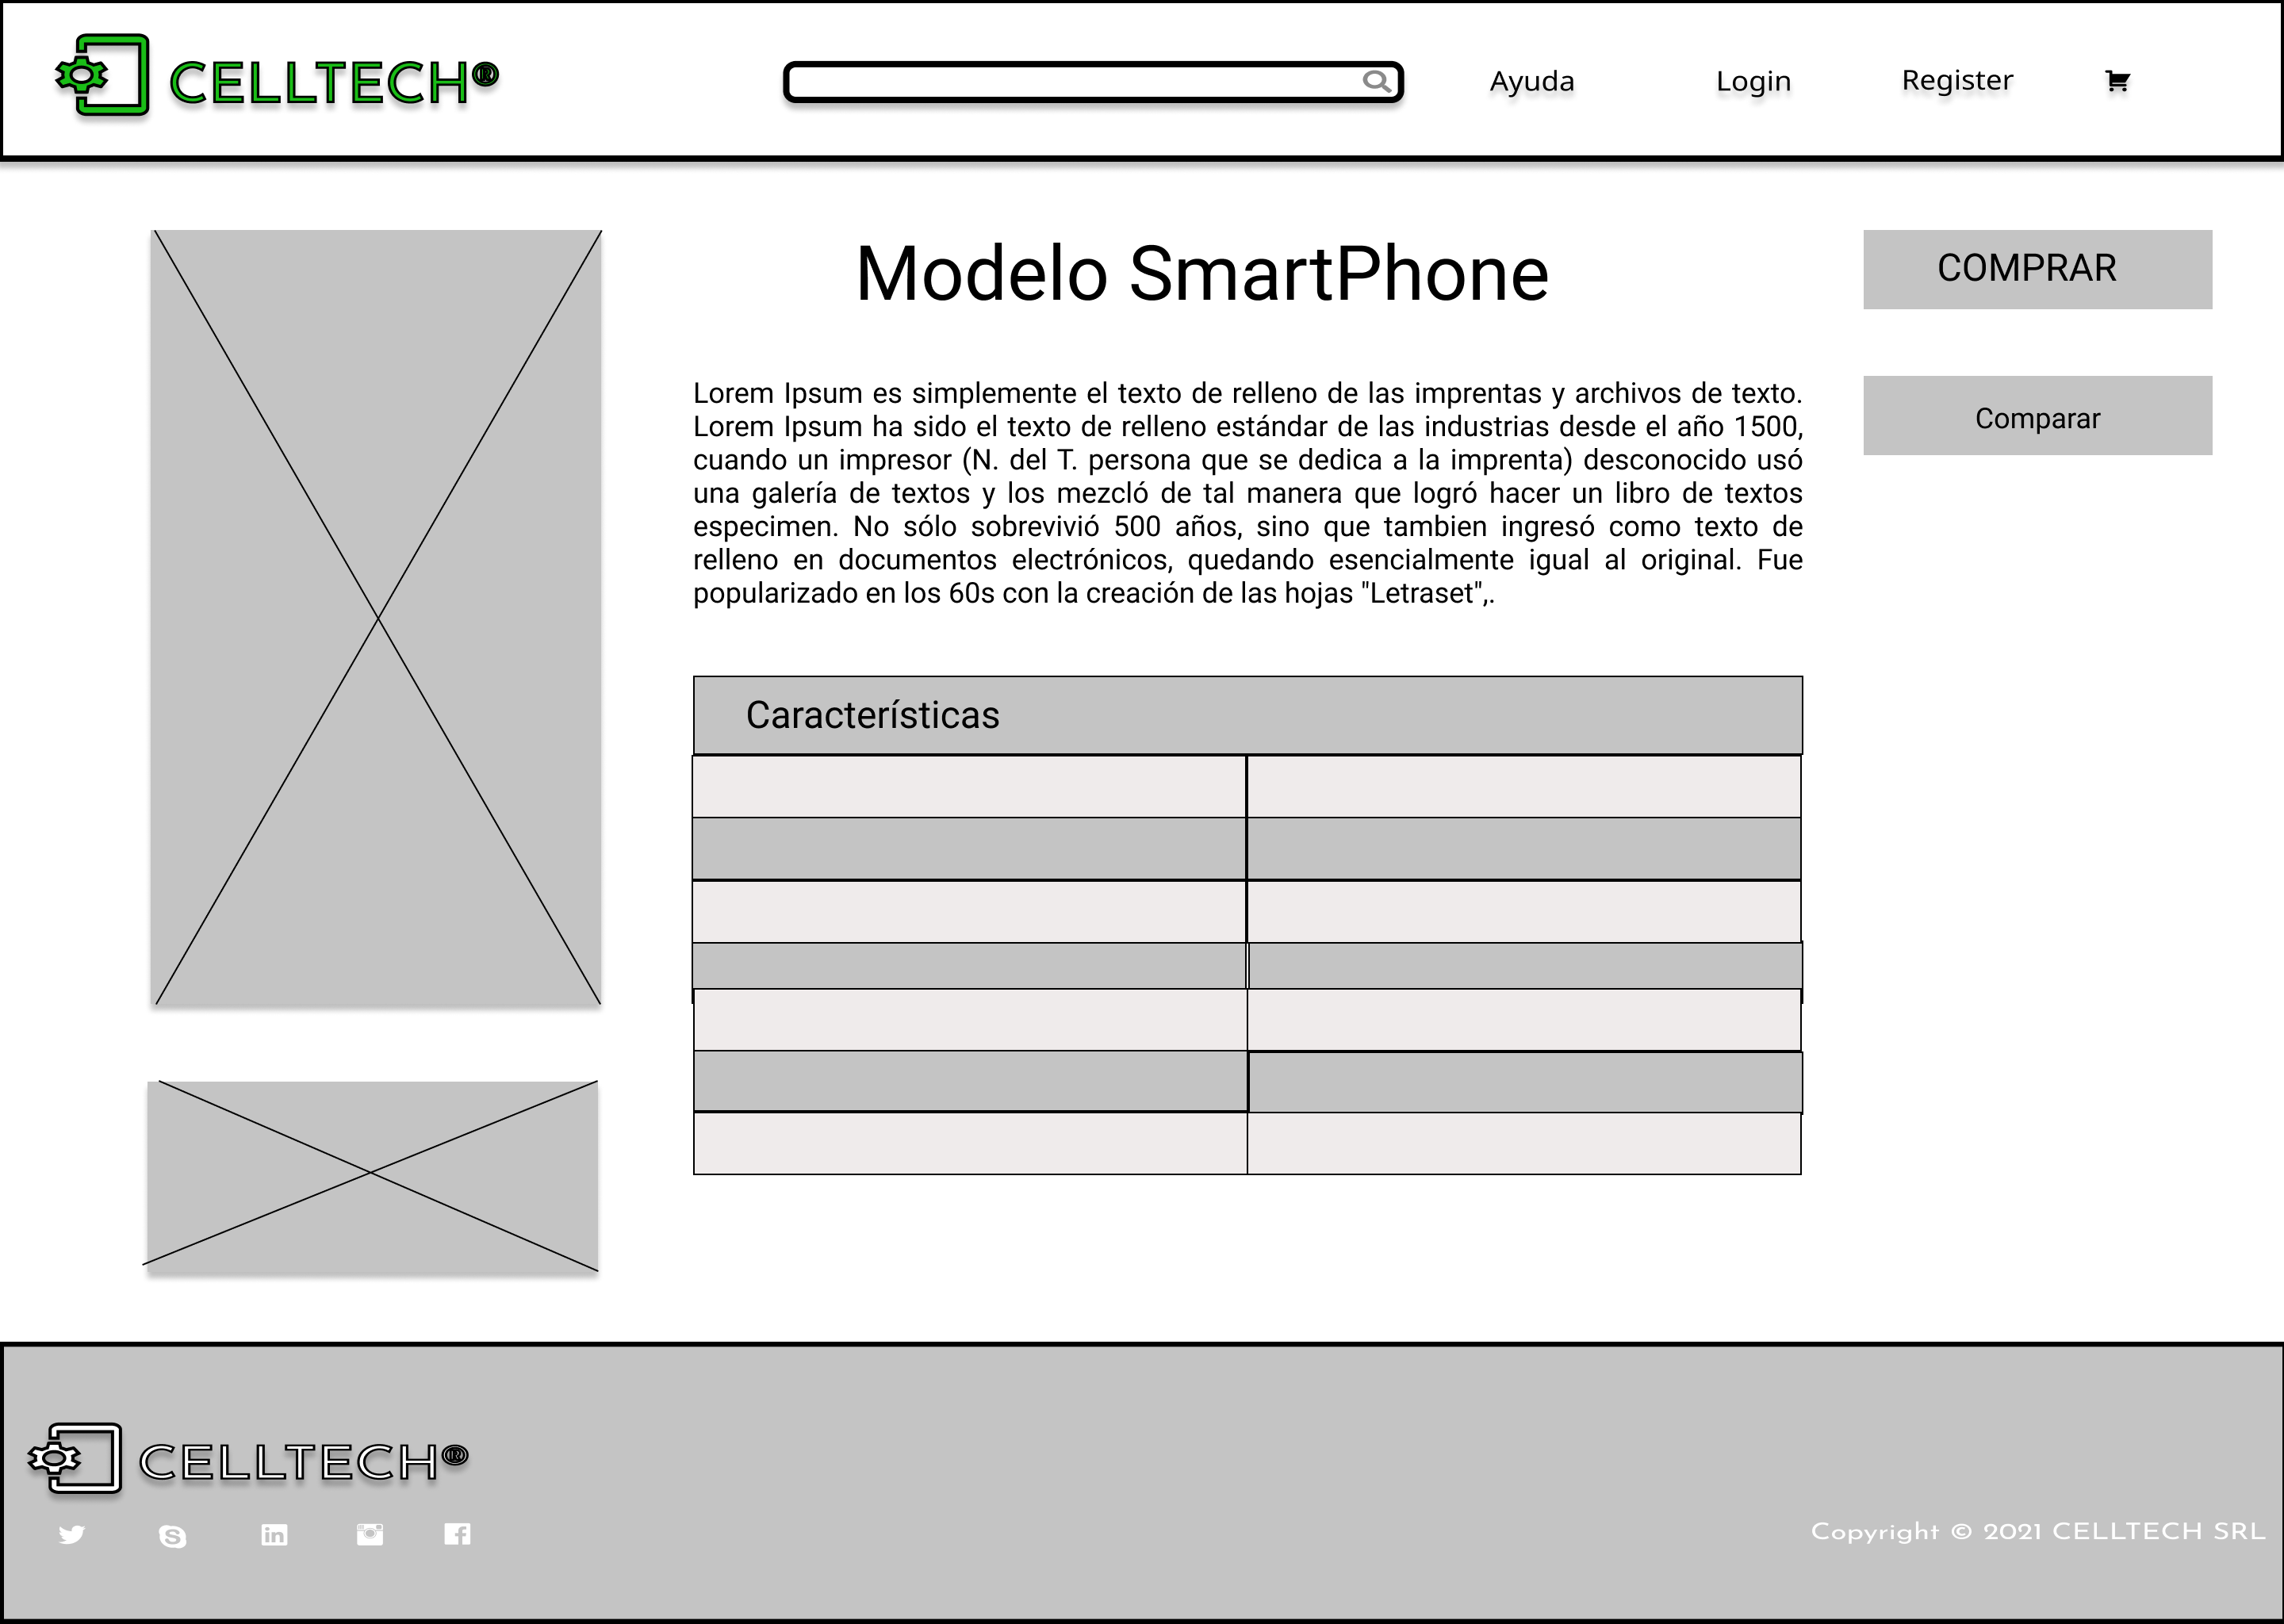 CELLTECH®
Ayuda
Login
Register
Modelo SmartPhone
COMPRAR
Comparar
Lorem Ipsum es simplemente el texto de relleno de las imprentas y archivos de texto.
Lorem Ipsum ha sido el texto de relleno estándar de las industrias desde el año 1500,
cuando un impresor (N. del T. persona que se dedica a la imprenta) desconocido usó
una galería de textos y los mezcló de tal manera que logró hacer un libro de textos
especimen. No sólo sobrevivió 500 años, sino que tambien ingresó como texto de
relleno en documentos electrónicos, quedando esencialmente igual al original. Fue
popularizado en los 60s con la creación de las hojas "Letraset",.
Características
CELLTECH®
Copyright © 2021 CELLTECH SRL